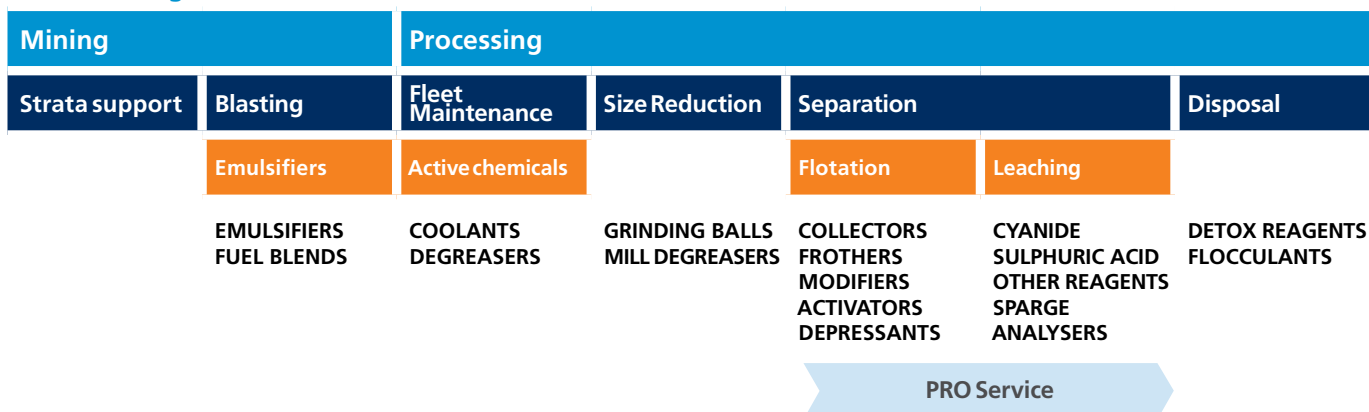 Mining
Processing
Strata support
Blasting
Fleet
Maintenance
Size Reduction
Separation
Disposal
Emulsifiers
Active chemicals
Flotation
Leaching
EMULSIFIERS
FUEL BLENDS
COOLANTS
DEGREASERS
GRINDING BALLS
MILL DEGREASERS
COLLECTORS
FROTHERS
MODIFIERS
ACTIVATORS
DEPRESSANTS
CYANIDE
SULPHURIC ACID
OTHER REAGENTS
SPARGE
ANALYSERS
DETOX REAGENTS
FLOCCULANTS
PRO Service